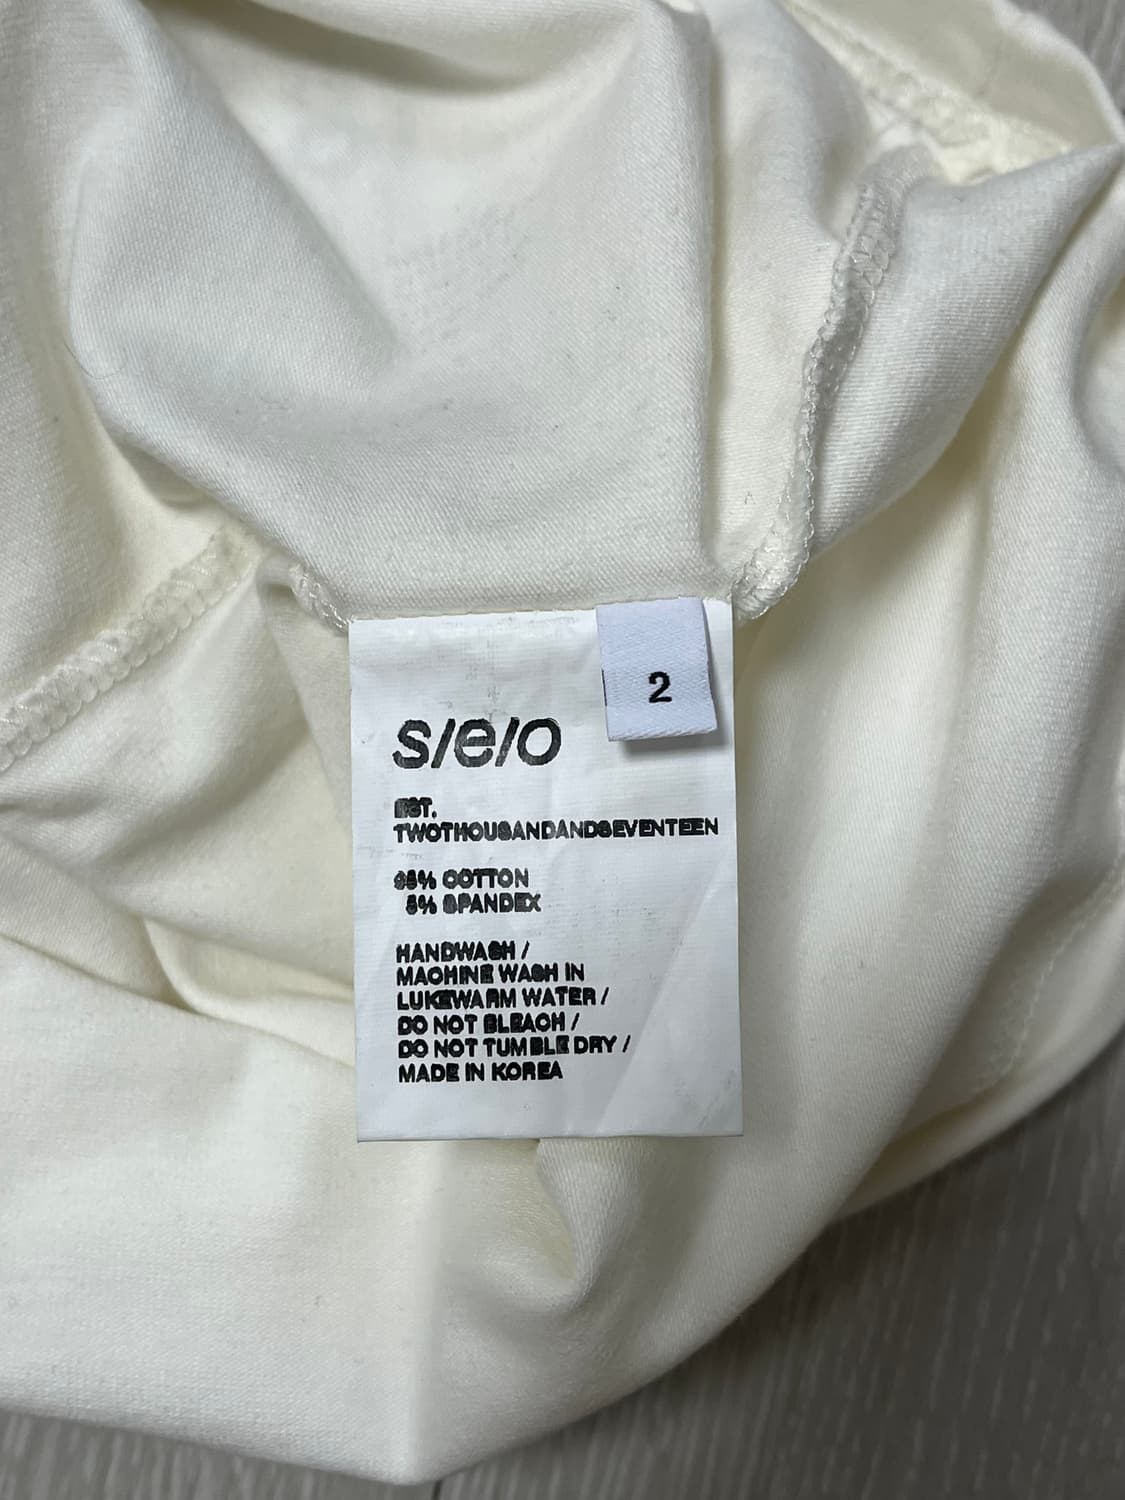 2
s/e/o
EST.
TWOTHOUSANDANDSEVENTEEN
95% COTTON
5% SPANDEX
HANDWASH /
MACHINE WASH IN
LUKEWARM WATER /
DO NOT BLEACH /
DO NOT TUMBLE DRY /
MADE IN KOREA